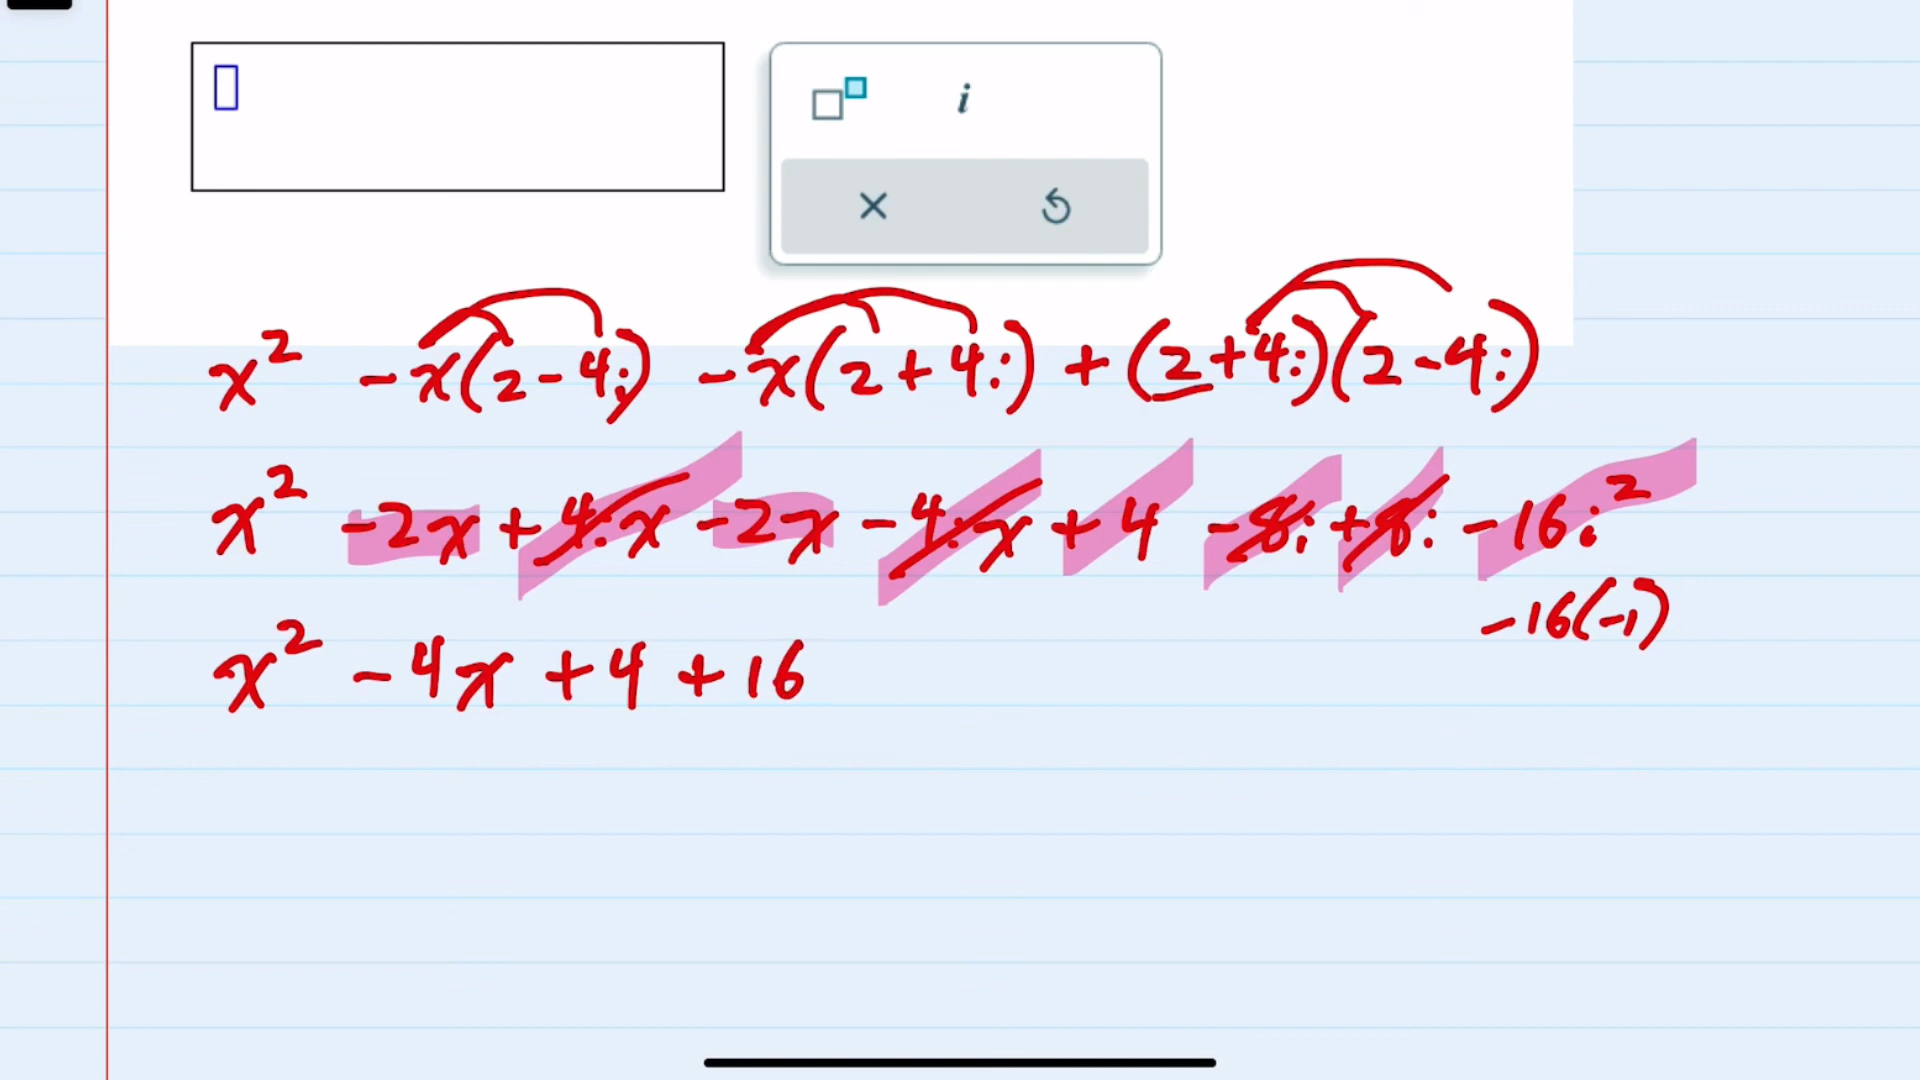 i
x² -x(2-4i) -x(2+4i) + (2+4i)(2-4i)
x² -2x +4ix -2x -4ix +4 -8i +8i -16i²
-16(-1)
x² -4x +4 +16